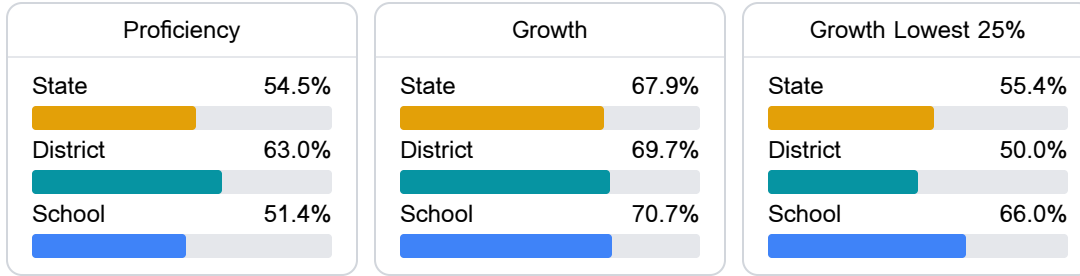 Proficiency
State 54.5%
District 63.0%
School 51.4%
Growth
State 67.9%
District 69.7%
School 70.7%
Growth Lowest 25%
State 55.4%
District 50.0%
School 66.0%